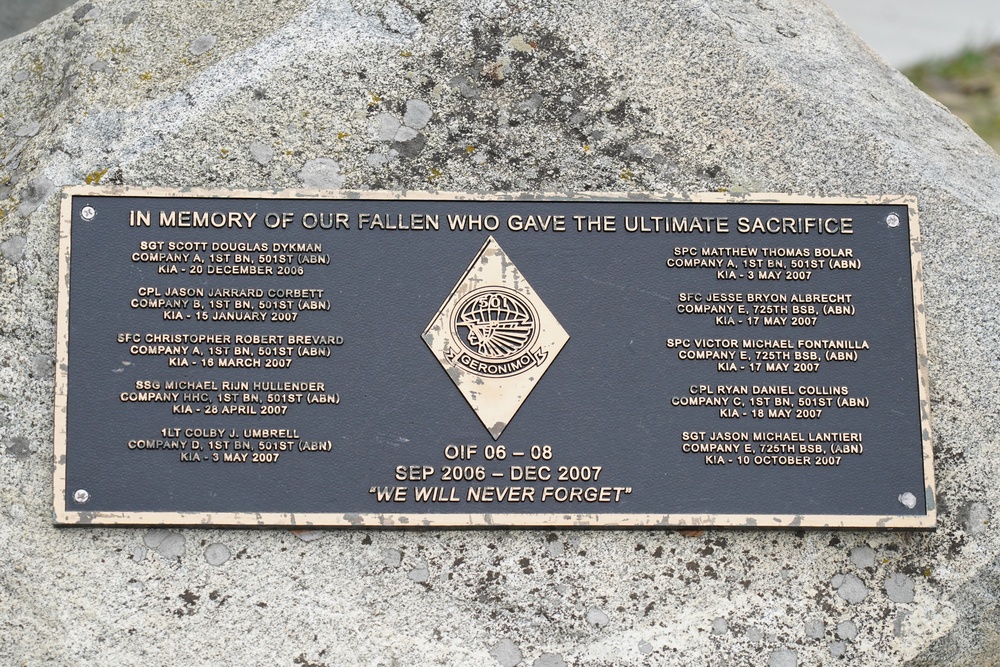 IN MEMORY OF OUR FALLEN WHO GAVE THE ULTIMATE SACRIFICE
SGT SCOTT DOUGLAS DYKMAN
COMPANY A, 1ST BN, 501ST (ABN)
KIA - 20 DECEMBER 2006
CPL JASON JARRARD CORBETT
COMPANY B, 1ST BN, 501ST (ABN)
KIA - 15 JANUARY 2007
SFC CHRISTOPHER ROBERT BREVARD
COMPANY A, 1ST BN, 501ST (ABN)
KIA - 16 MARCH 2007
SSG MICHAEL RIJN HULLENDER
COMPANY HHC, 1ST BN, 501ST (ABN)
KIA - 28 APRIL 2007
1LT COLBY J. UMBRELL
COMPANY D, 1ST BN, 501ST (ABN)
KIA - 3 MAY 2007
501
GERONIMO
OIF 06 – 08
SEP 2006 – DEC 2007
"WE WILL NEVER FORGET"
SPC MATTHEW THOMAS BOLAR
COMPANY A, 1ST BN, 501ST (ABN)
KIA - 3 MAY 2007
SFC JESSE BRYON ALBRECHT
COMPANY E, 725TH BSB, (ABN)
KIA - 17 MAY 2007
SPC VICTOR MICHAEL FONTANILLA
COMPANY E, 725TH BSB, (ABN)
KIA - 17 MAY 2007
CPL RYAN DANIEL COLLINS
COMPANY C, 1ST BN, 501ST (ABN)
KIA - 18 MAY 2007
SGT JASON MICHAEL LANTIERI
COMPANY E, 725TH BSB, (ABN)
KIA - 10 OCTOBER 2007